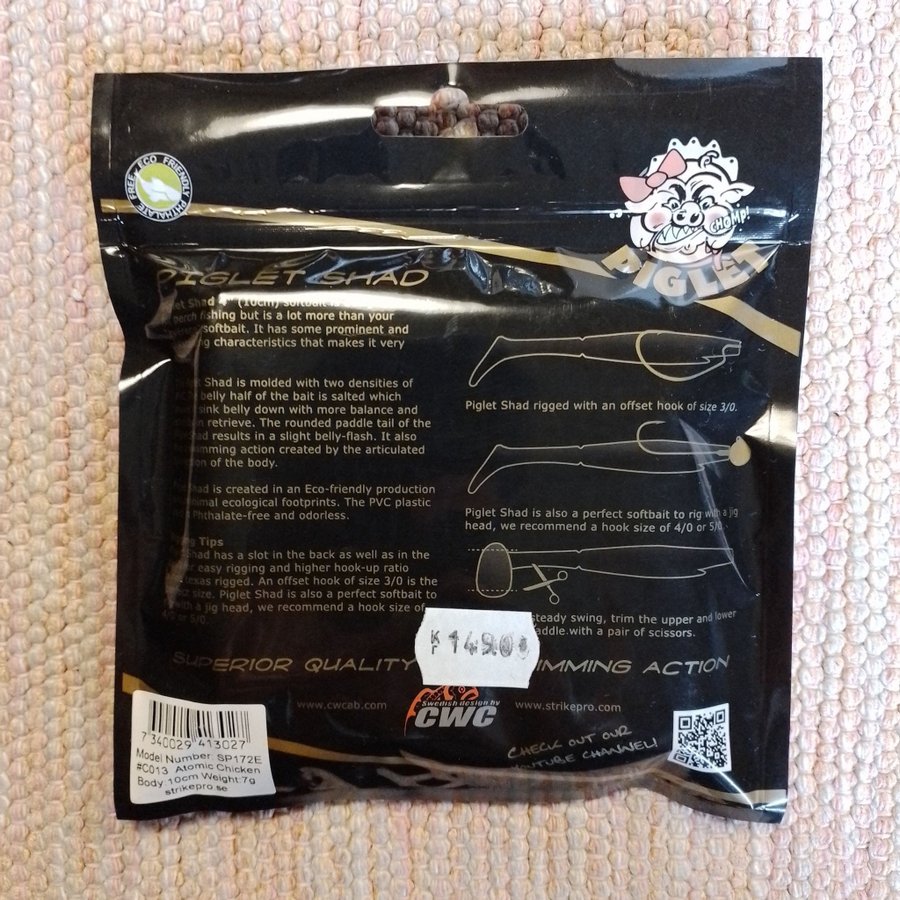 ECO FRIENDLY
PHTHALATE FREE
CHOMP!
PIGLET
PIGLET SHAD
Shad 4" (10cm) softbait
perch fishing but is a lot more than your
softbait. It has some prominent and
characteristics that makes it very
Shad is molded with two densities of
belly half of the bait is salted which
sink belly down with more balance and
retrieve. The rounded paddle tail of the
results in a slight belly-flash. It also
action created by the articulated
of the body.
is created in an Eco-friendly production
ecological footprints. The PVC plastic
Phthalate-free and odorless.
Tips
Shad has a slot in the back as well as in the
easy rigging and higher hook-up ratio
texas rigged. An offset hook of size 3/0 is the
size. Piglet Shad is also a perfect softbait to
with a jig head, we recommend a hook size of
or 5/0.
Piglet Shad rigged with an offset hook of size 3/0.
Piglet Shad is also a perfect softbait to rig with a jig
head, we recommend a hook size of 4/0 or 5/0.
steady swing, trim the upper and lower
with a pair of scissors.
149.00
SUPERIOR QUALITY
IMMING ACTION
www.cwcab.com
Swedish design by
CWC
www.strikepro.com
CHECK OUT OUR
YOUTUBE CHANNEL!
7340029 413027
Model Number: SP172E
#C013 Atomic Chicken
Body:10cm Weight:7g
strikepro.se